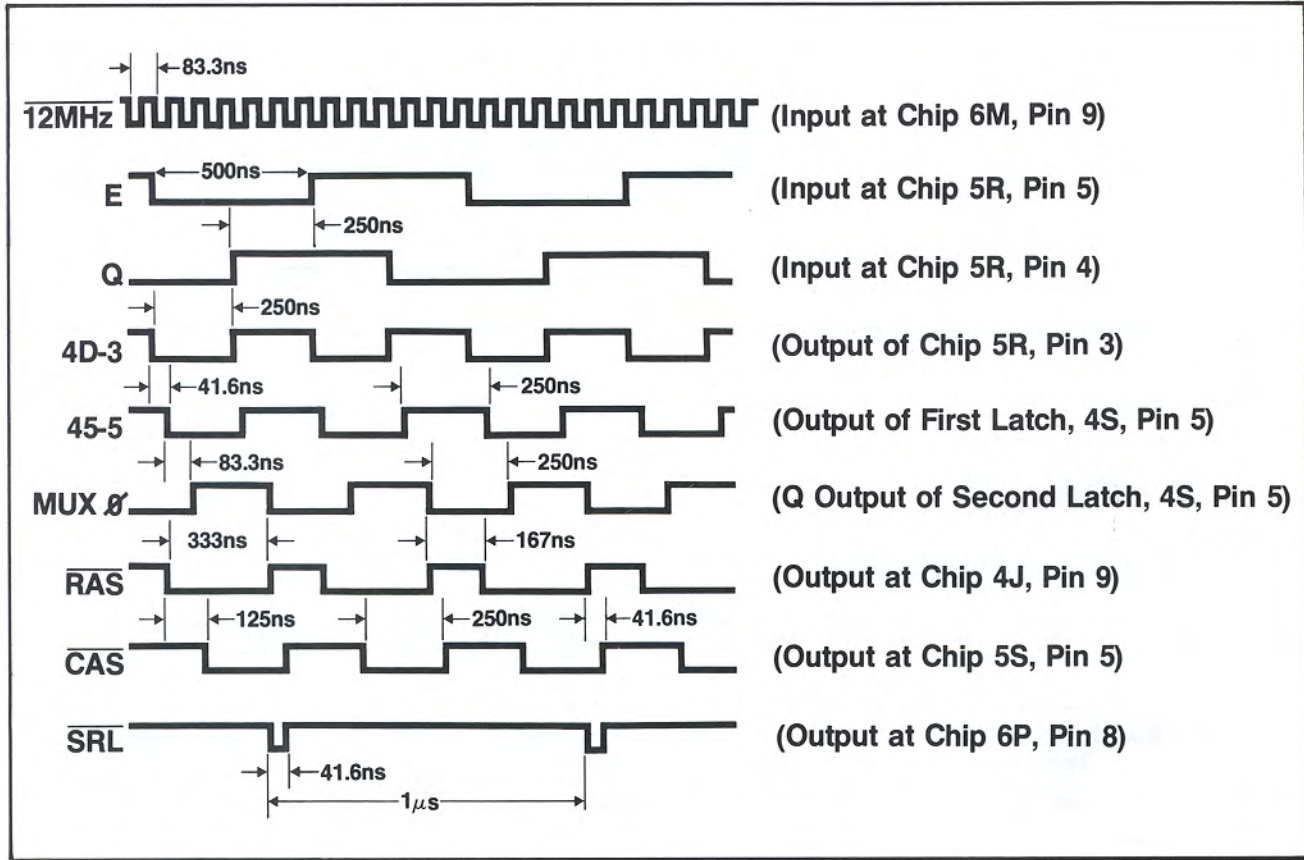 83.3ns
12MHz (Input at Chip 6M, Pin 9)
500ns
E (Input at Chip 5R, Pin 5)
250ns
Q (Input at Chip 5R, Pin 4)
250ns
4D-3 (Output of Chip 5R, Pin 3)
41.6ns 250ns
45-5 (Output of First Latch, 4S, Pin 5)
83.3ns 250ns
MUX 0 (Q Output of Second Latch, 4S, Pin 5)
333ns 167ns
RAS (Output at Chip 4J, Pin 9)
125ns 250ns 41.6ns
CAS (Output at Chip 5S, Pin 5)
SRL (Output at Chip 6P, Pin 8)
41.6ns
1μs